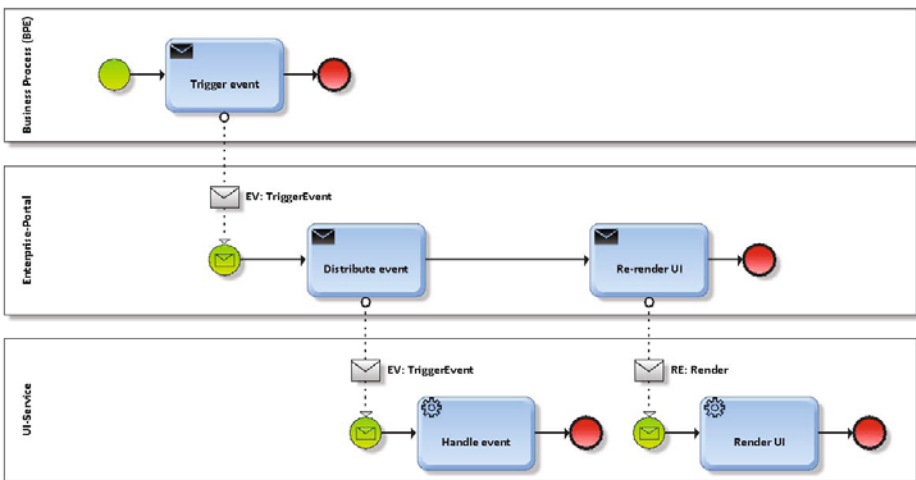 Business Process (BPE)
Trigger event
EV: TriggerEvent
Enterprise-Portal
Distribute event
Re-render UI
EV: TriggerEvent
RE: Render
UI-Service
Handle event
Render UI